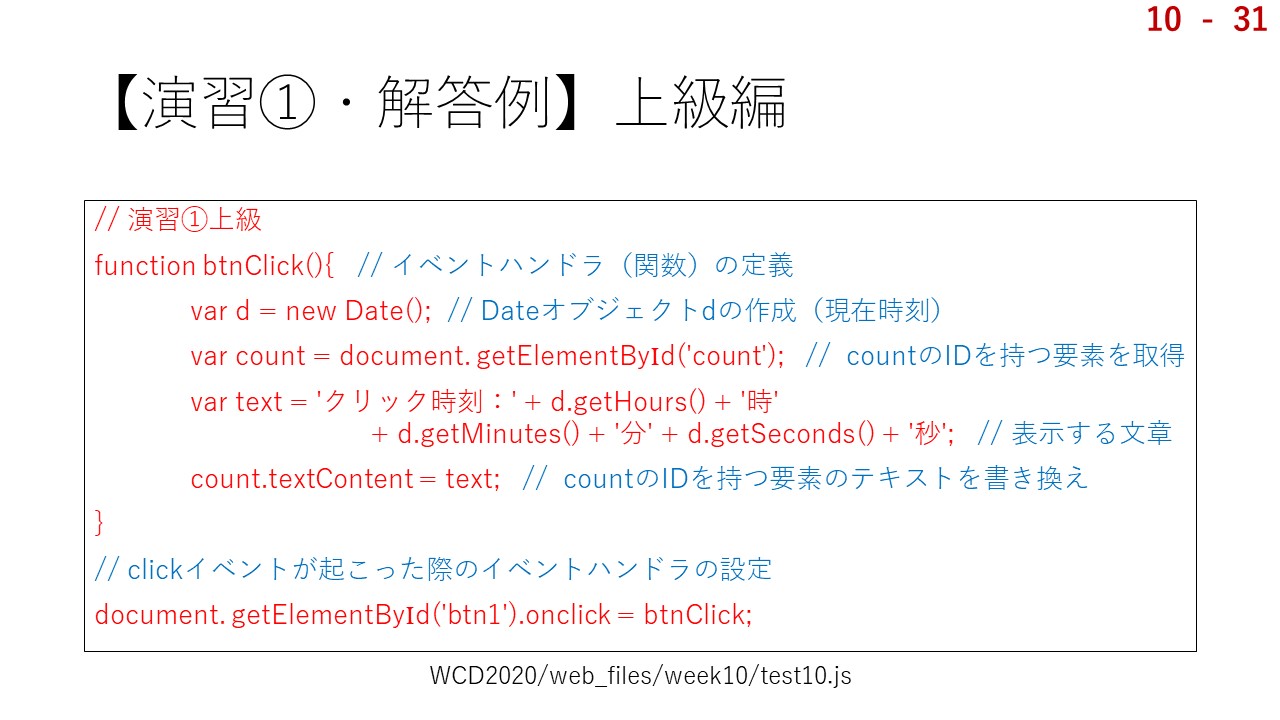 10 - 31
【演習①・解答例】上級編
// 演習①上級
function btnClick(){ // イベントハンドラ（関数）の定義
var d = new Date(); // Dateオブジェクトdの作成（現在時刻）
var count = document. getElementById('count'); // countのIDを持つ要素を取得
var text = 'クリック時刻：' + d.getHours() + '時'
+ d.getMinutes() + '分' + d.getSeconds() + '秒'; // 表示する文章
count.textContent = text; // countのIDを持つ要素のテキストを書き換え
}
// clickイベントが起こった際のイベントハンドラの設定
document. getElementById('btn1').onclick = btnClick;
WCD2020/web_files/week10/test10.js